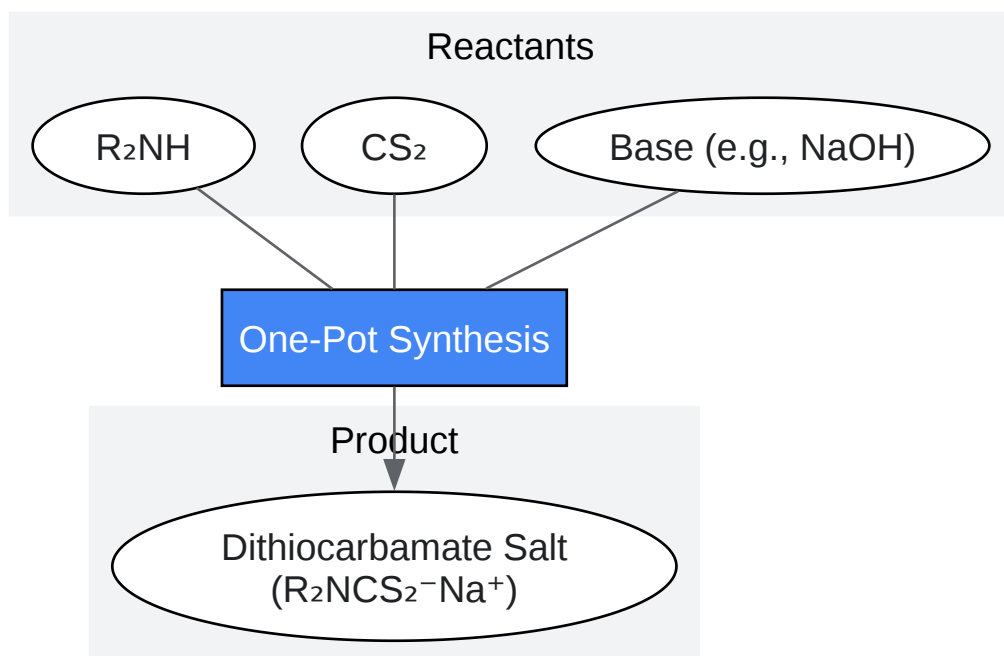 Reactants
R₂NH
CS₂
Base (e.g., NaOH)
One-Pot Synthesis
Product
Dithiocarbamate Salt
(R₂NCS₂⁻Na⁺)